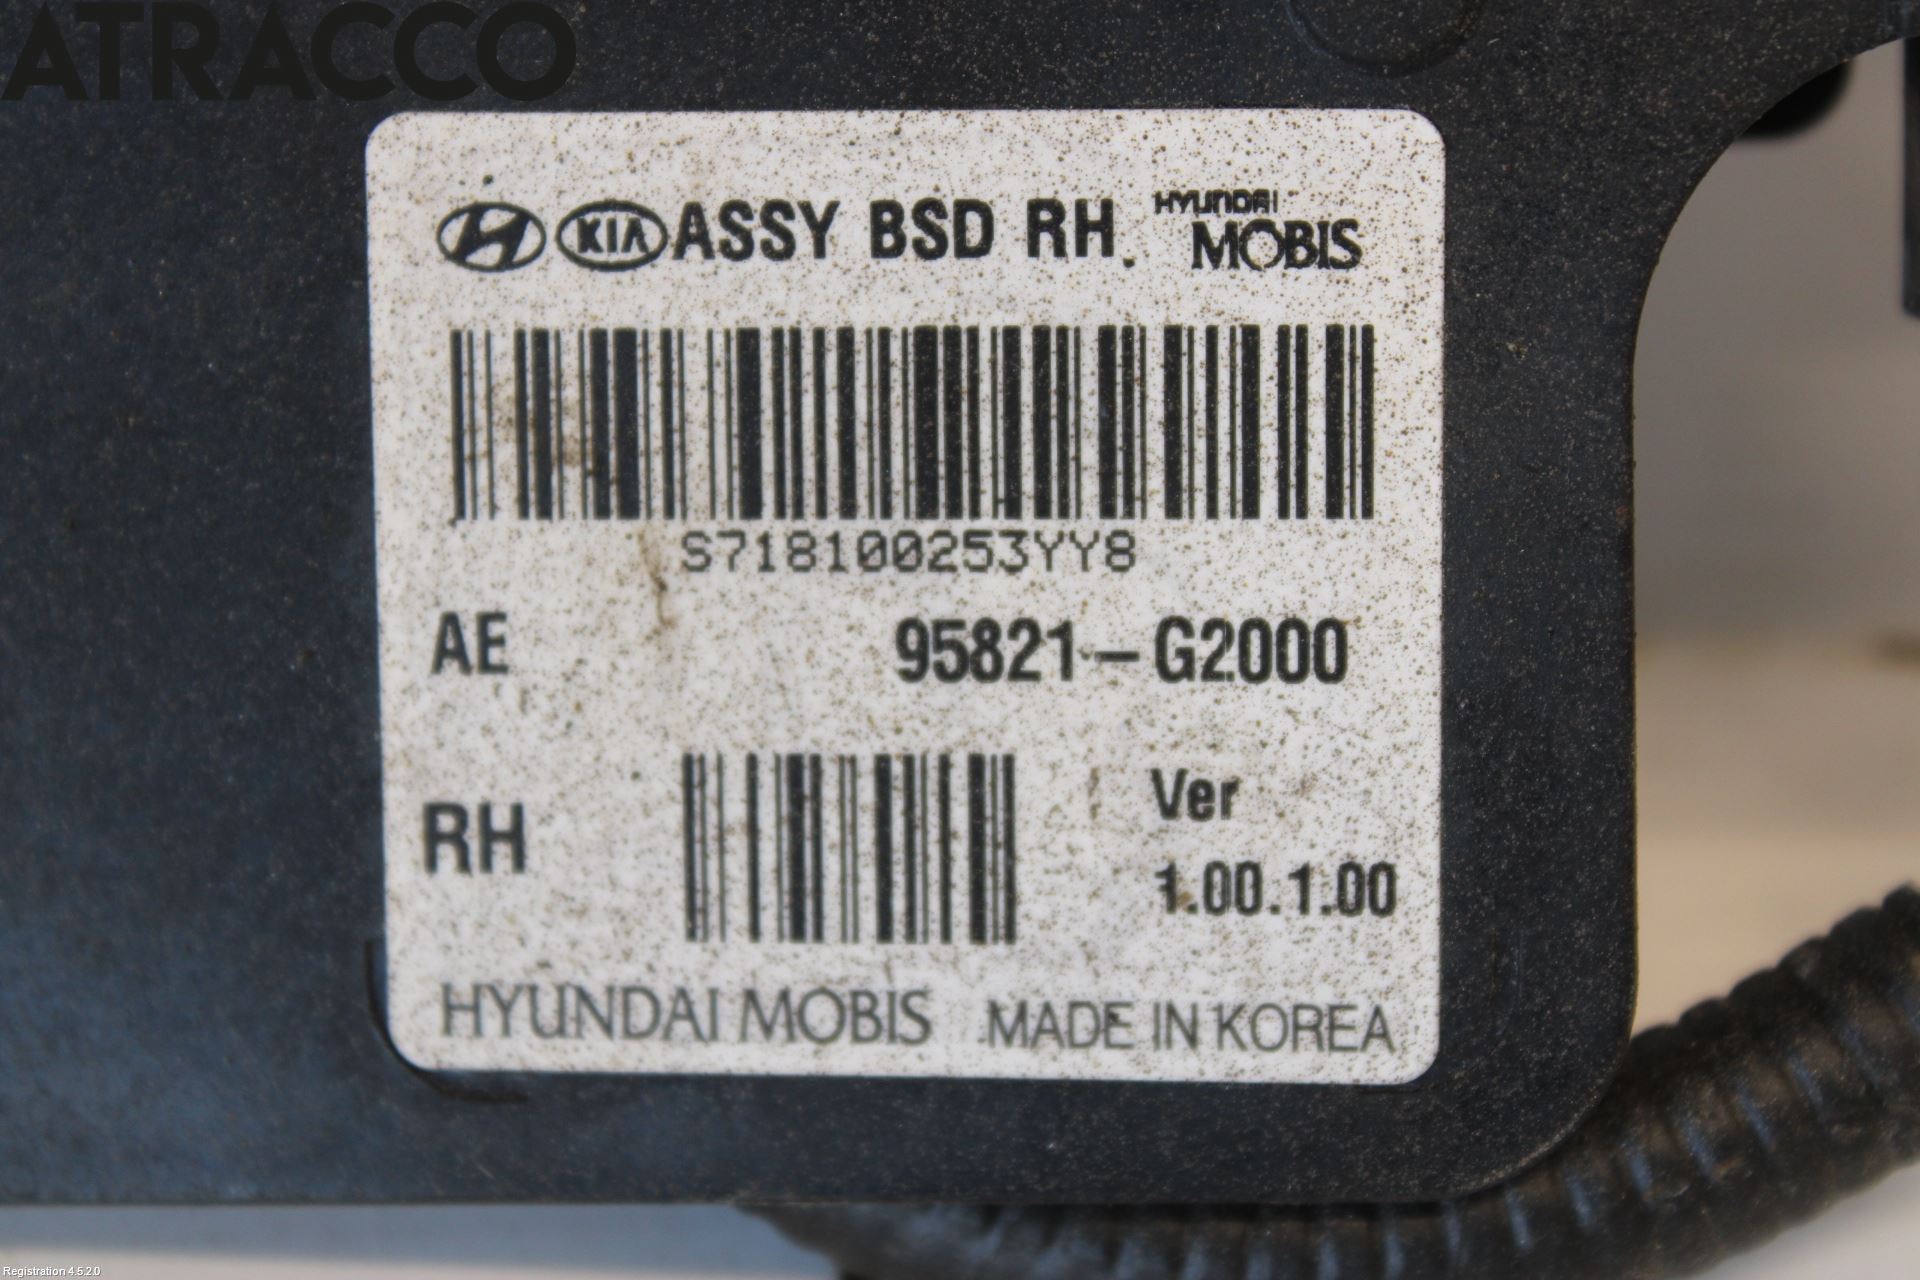 ATRACCO
KIA ASSY BSD RH. HYUNDAI MOBIS
S718100253YY8
AE 95821-G2000
RH Ver 1.00.1.00
HYUNDAI MOBIS MADE IN KOREA
Registration 4.5.2.0